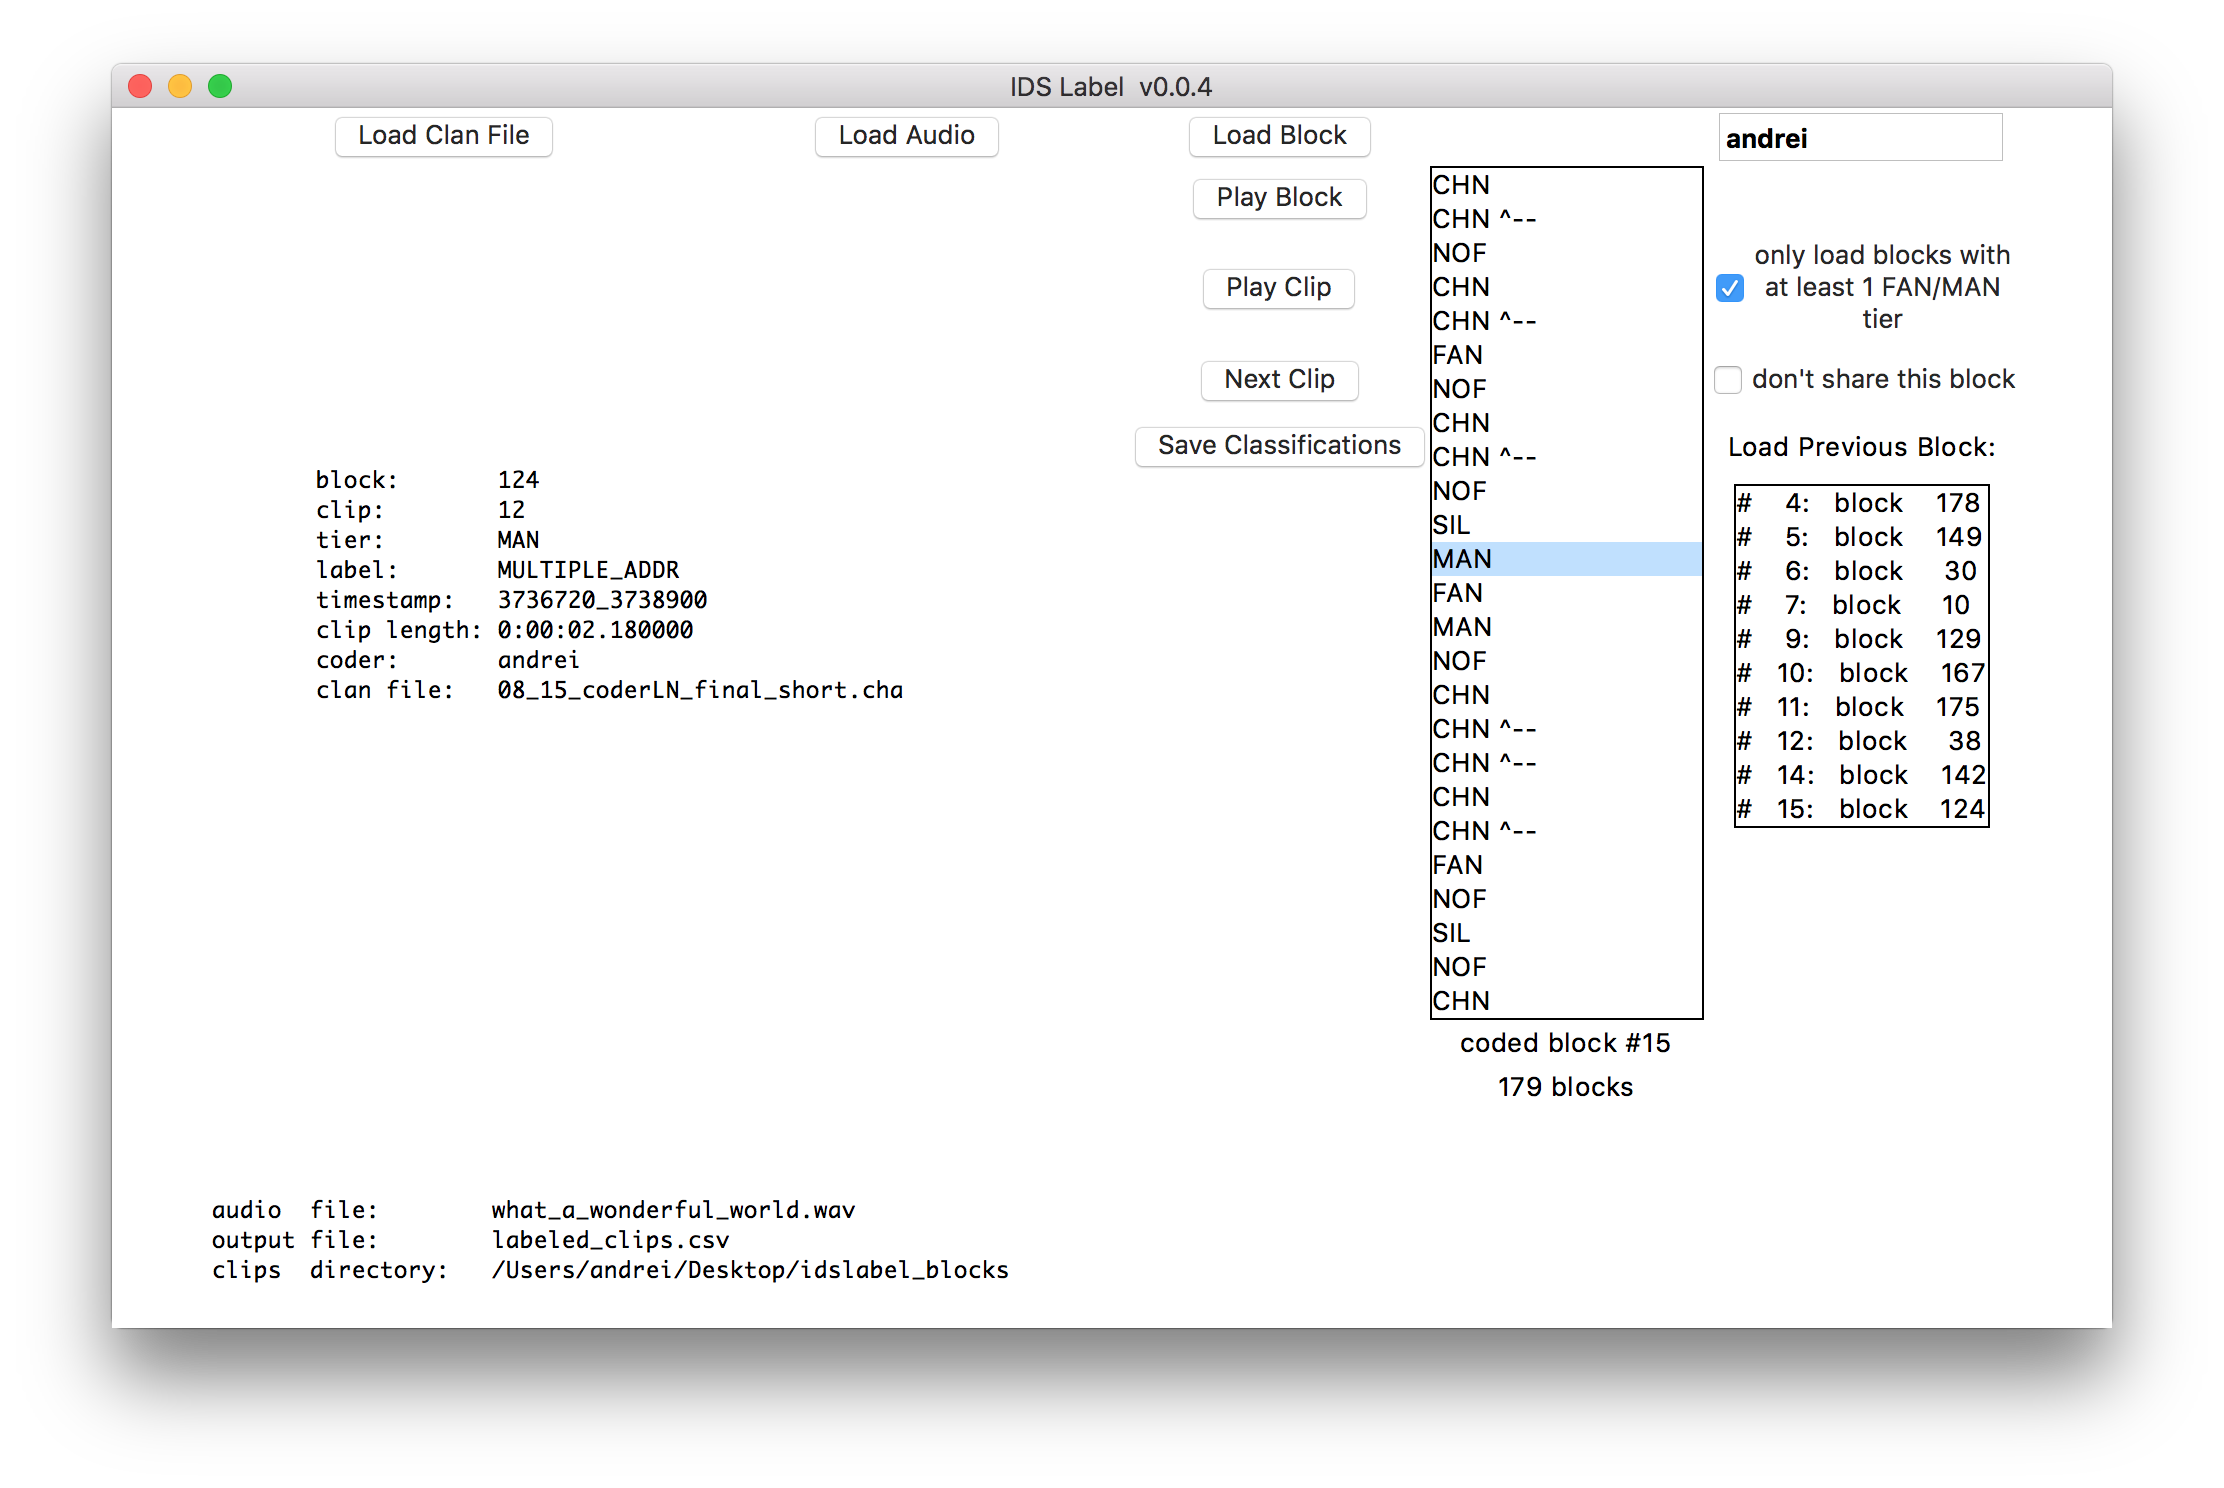 IDS Label  v0.0.4
Load Clan File
Load Audio
Load Block
andrei
Play Block
Play Clip
Next Clip
Save Classifications
block: 124
clip: 12
tier: MAN
label: MULTIPLE_ADDR
timestamp: 3736720_3738900
clip length: 0:00:02.180000
coder: andrei
clan file: 08_15_coderLN_final_short.cha
CHN
CHN ^--
NOF
CHN
CHN ^--
FAN
NOF
CHN
CHN ^--
NOF
SIL
MAN
FAN
MAN
NOF
CHN
CHN ^--
CHN ^--
CHN
CHN ^--
FAN
NOF
SIL
NOF
CHN
coded block #15
179 blocks
only load blocks with
at least 1 FAN/MAN
tier
don't share this block
Load Previous Block:
# 4: block 178
# 5: block 149
# 6: block 30
# 7: block 10
# 9: block 129
# 10: block 167
# 11: block 175
# 12: block 38
# 14: block 142
# 15: block 124
audio file: what_a_wonderful_world.wav
output file: labeled_clips.csv
clips directory: /Users/andrei/Desktop/idslabel_blocks